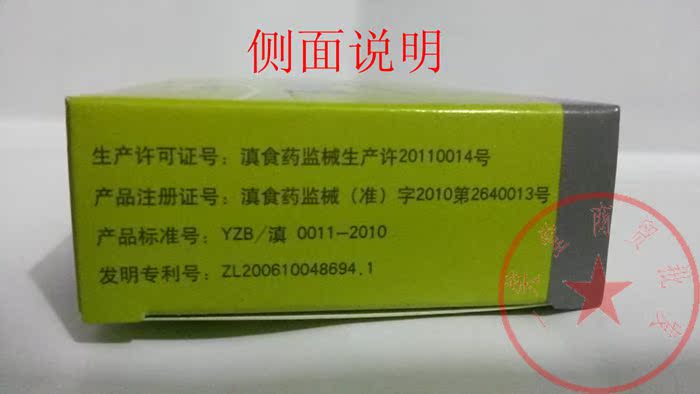 侧面说明
生产许可证号：滇食药监械生产许20110014号
产品注册证号：滇食药监械（准）字2010第2640013号
产品标准号：YZB/滇 0011-2010
发明专利号：ZL200610048694.1